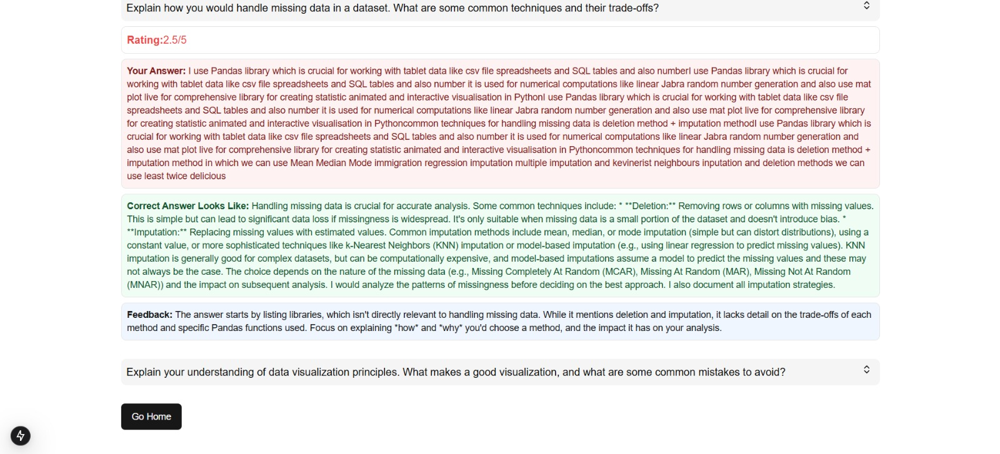 Explain how you would handle missing data in a dataset. What are some common techniques and their trade-offs?
Rating:2.5/5
Your Answer: I use Pandas library which is crucial for working with tablet data like csv file spreadsheets and SQL tables and also numberI use Pandas library which is crucial for
working with tablet data like csv file spreadsheets and SQL tables and also number it is used for numerical computations like linear Jabra random number generation and also use mat
plot live for comprehensive library for creating statistic animated and interactive visualisation in PythonI use Pandas library which is crucial for working with tablet data like csv file
spreadsheets and SQL tables and also number it is used for numerical computations like linear Jabra random number generation and also use mat plot live for comprehensive library
for creating statistic animated and interactive visualisation in Pythoncommon techniques for handling missing data is deletion method + imputation methodI use Pandas library which is
crucial for working with tablet data like csv file spreadsheets and SQL tables and also number it is used for numerical computations like linear Jabra random number generation and
also use mat plot live for comprehensive library for creating statistic animated and interactive visualisation in Pythoncommon techniques for handling missing data is deletion method +
imputation method in which we can use Mean Median Mode immigration regression imputation multiple imputation and kevinerist neighbours inputation and deletion methods we can
use least twice delicious
Correct Answer Looks Like: Handling missing data is crucial for accurate analysis. Some common techniques include: * **Deletion:** Removing rows or columns with missing values.
This is simple but can lead to significant data loss if missingness is widespread. It's only suitable when missing data is a small portion of the dataset and doesn't introduce bias. *
**Imputation:** Replacing missing values with estimated values. Common imputation methods include mean, median, or mode imputation (simple but can distort distributions), using a
constant value, or more sophisticated techniques like k-Nearest Neighbors (KNN) imputation or model-based imputation (e.g., using linear regression to predict missing values). KNN
imputation is generally good for complex datasets, but can be computationally expensive, and model-based imputations assume a model to predict the missing values and these may
not always be the case. The choice depends on the nature of the missing data (e.g., Missing Completely At Random (MCAR), Missing At Random (MAR), Missing Not At Random
(MNAR)) and the impact on subsequent analysis. I would analyze the patterns of missingness before deciding on the best approach. I also document all imputation strategies.
Feedback: The answer starts by listing libraries, which isn't directly relevant to handling missing data. While it mentions deletion and imputation, it lacks detail on the trade-offs of each
method and specific Pandas functions used. Focus on explaining *how* and *why* you'd choose a method, and the impact it has on your analysis.
Explain your understanding of data visualization principles. What makes a good visualization, and what are some common mistakes to avoid?
Go Home